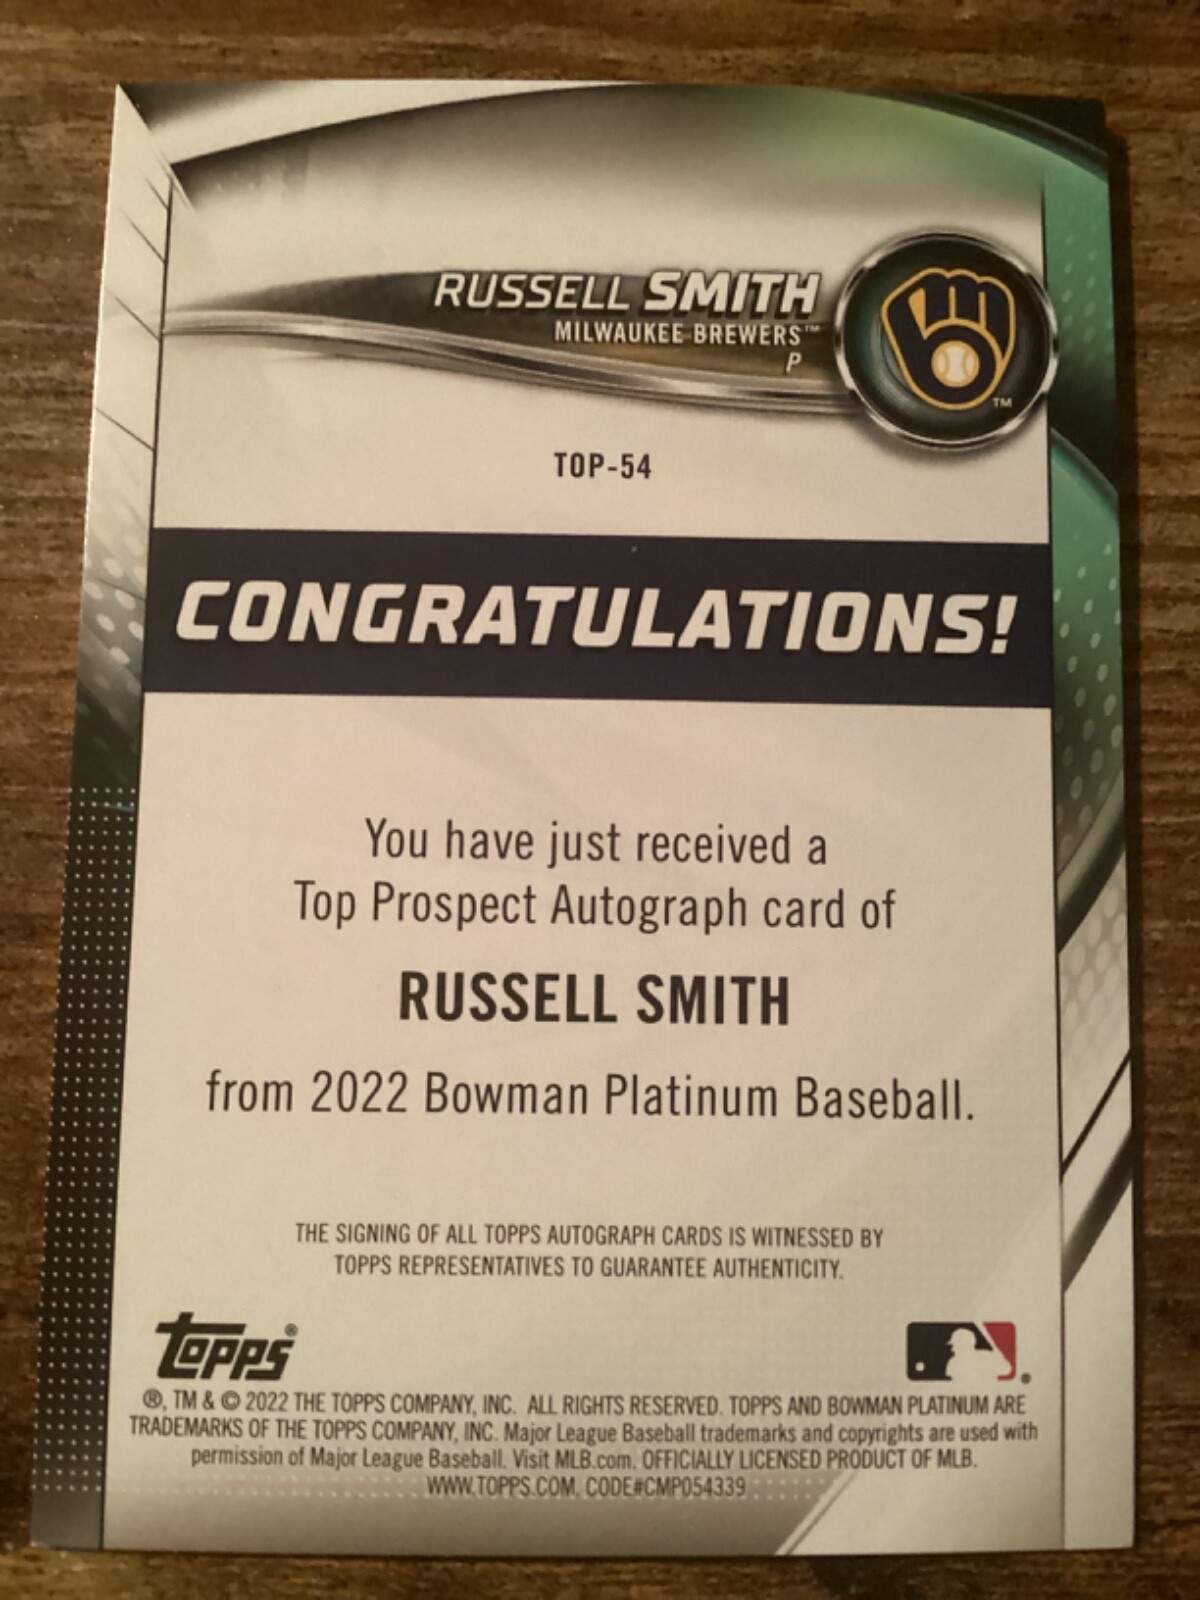 RUSSELL SMITH
MILWAUKEE BREWERS™
P
TM
TOP-54
CONGRATULATIONS!
You have just received a
Top Prospect Autograph card of
RUSSELL SMITH
from 2022 Bowman Platinum Baseball.
THE SIGNING OF ALL TOPPS AUTOGRAPH CARDS IS WITNESSED BY
TOPPS REPRESENTATIVES TO GUARANTEE AUTHENTICITY.
topps®
®
®, TM & © 2022 THE TOPPS COMPANY, INC. ALL RIGHTS RESERVED. TOPPS AND BOWMAN PLATINUM ARE
TRADEMARKS OF THE TOPPS COMPANY, INC. Major League Baseball trademarks and copyrights are used with
permission of Major League Baseball. Visit MLB.com. OFFICIALLY LICENSED PRODUCT OF MLB.
WWW.TOPPS.COM. CODE#CMP054339